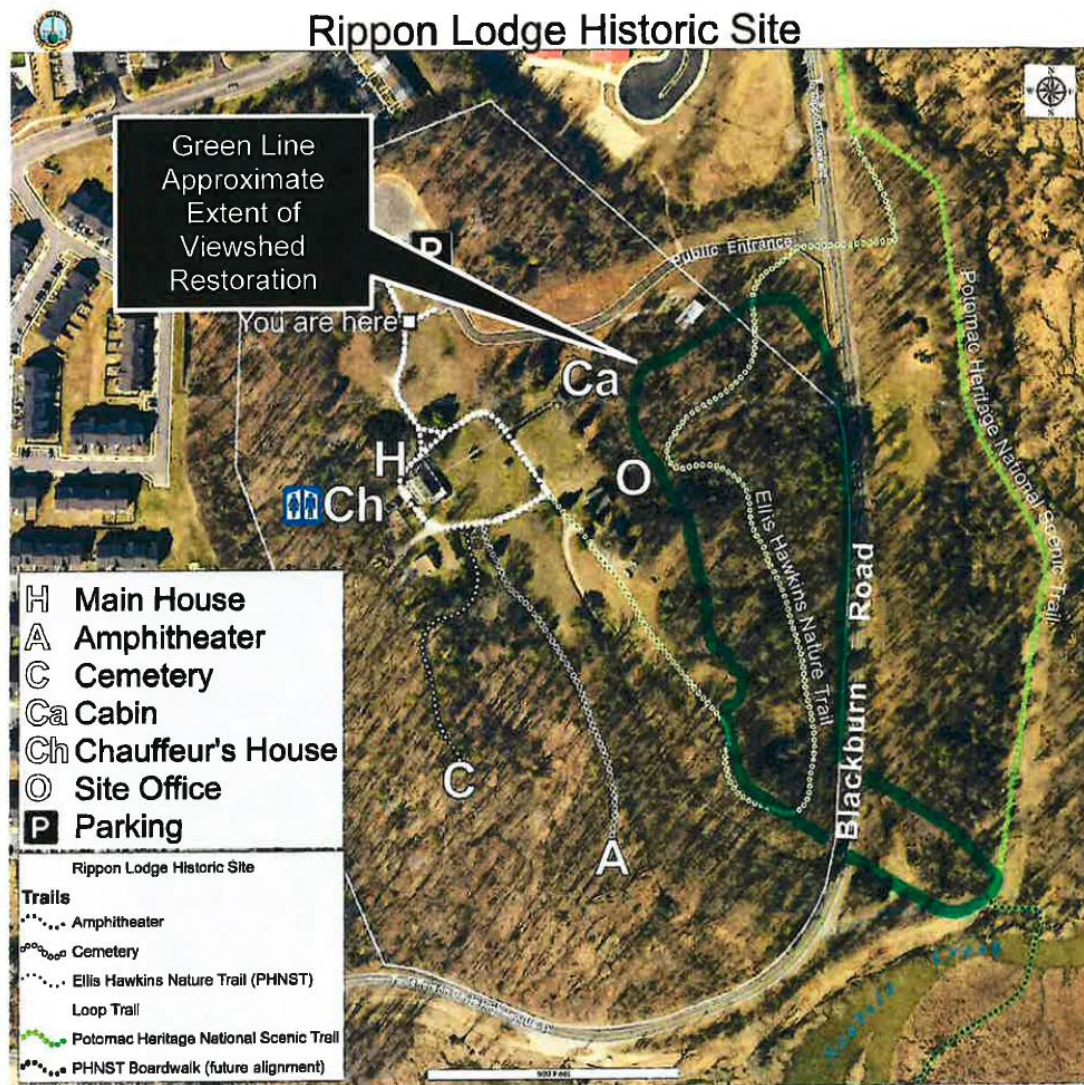 Rippon Lodge Historic Site
Green Line
Approximate
Extent of
Viewshed
Restoration
P
Public Entrance
You are here
Ca
H
Ch
O
Ellis Hawkins Nature Trail
Potomac Heritage National Scenic Trail
Blackburn Road
C
A
H Main House
A Amphitheater
C Cemetery
Ca Cabin
Ch Chauffeur's House
O Site Office
P Parking
Rippon Lodge Historic Site
Trails
Amphitheater
Cemetery
Ellis Hawkins Nature Trail (PHNST)
Loop Trail
Potomac Heritage National Scenic Trail
PHNST Boardwalk (future alignment)
Creek